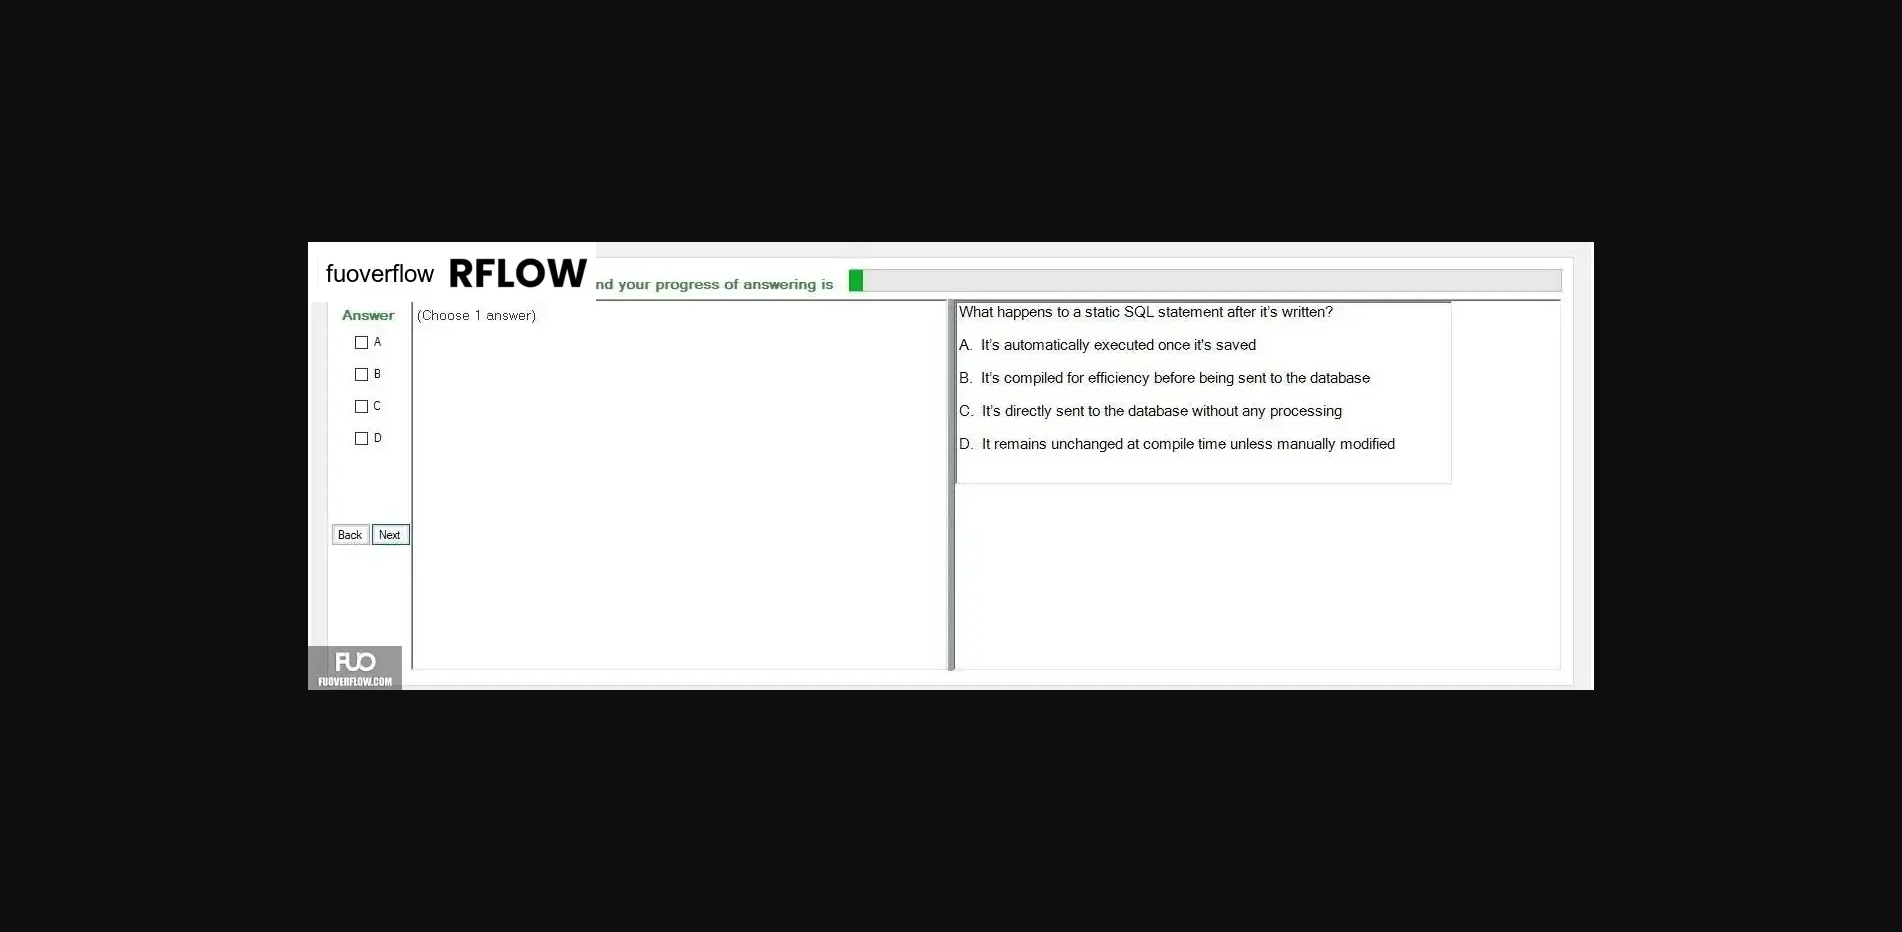 fuoverflow RFLOW
nd your progress of answering is
Answer
(Choose 1 answer)
A
B
C
D
Back Next
What happens to a static SQL statement after it's written?
A. It's automatically executed once it's saved
B. It's compiled for efficiency before being sent to the database
C. It's directly sent to the database without any processing
D. It remains unchanged at compile time unless manually modified
FUO
FUOVERFLOW.COM